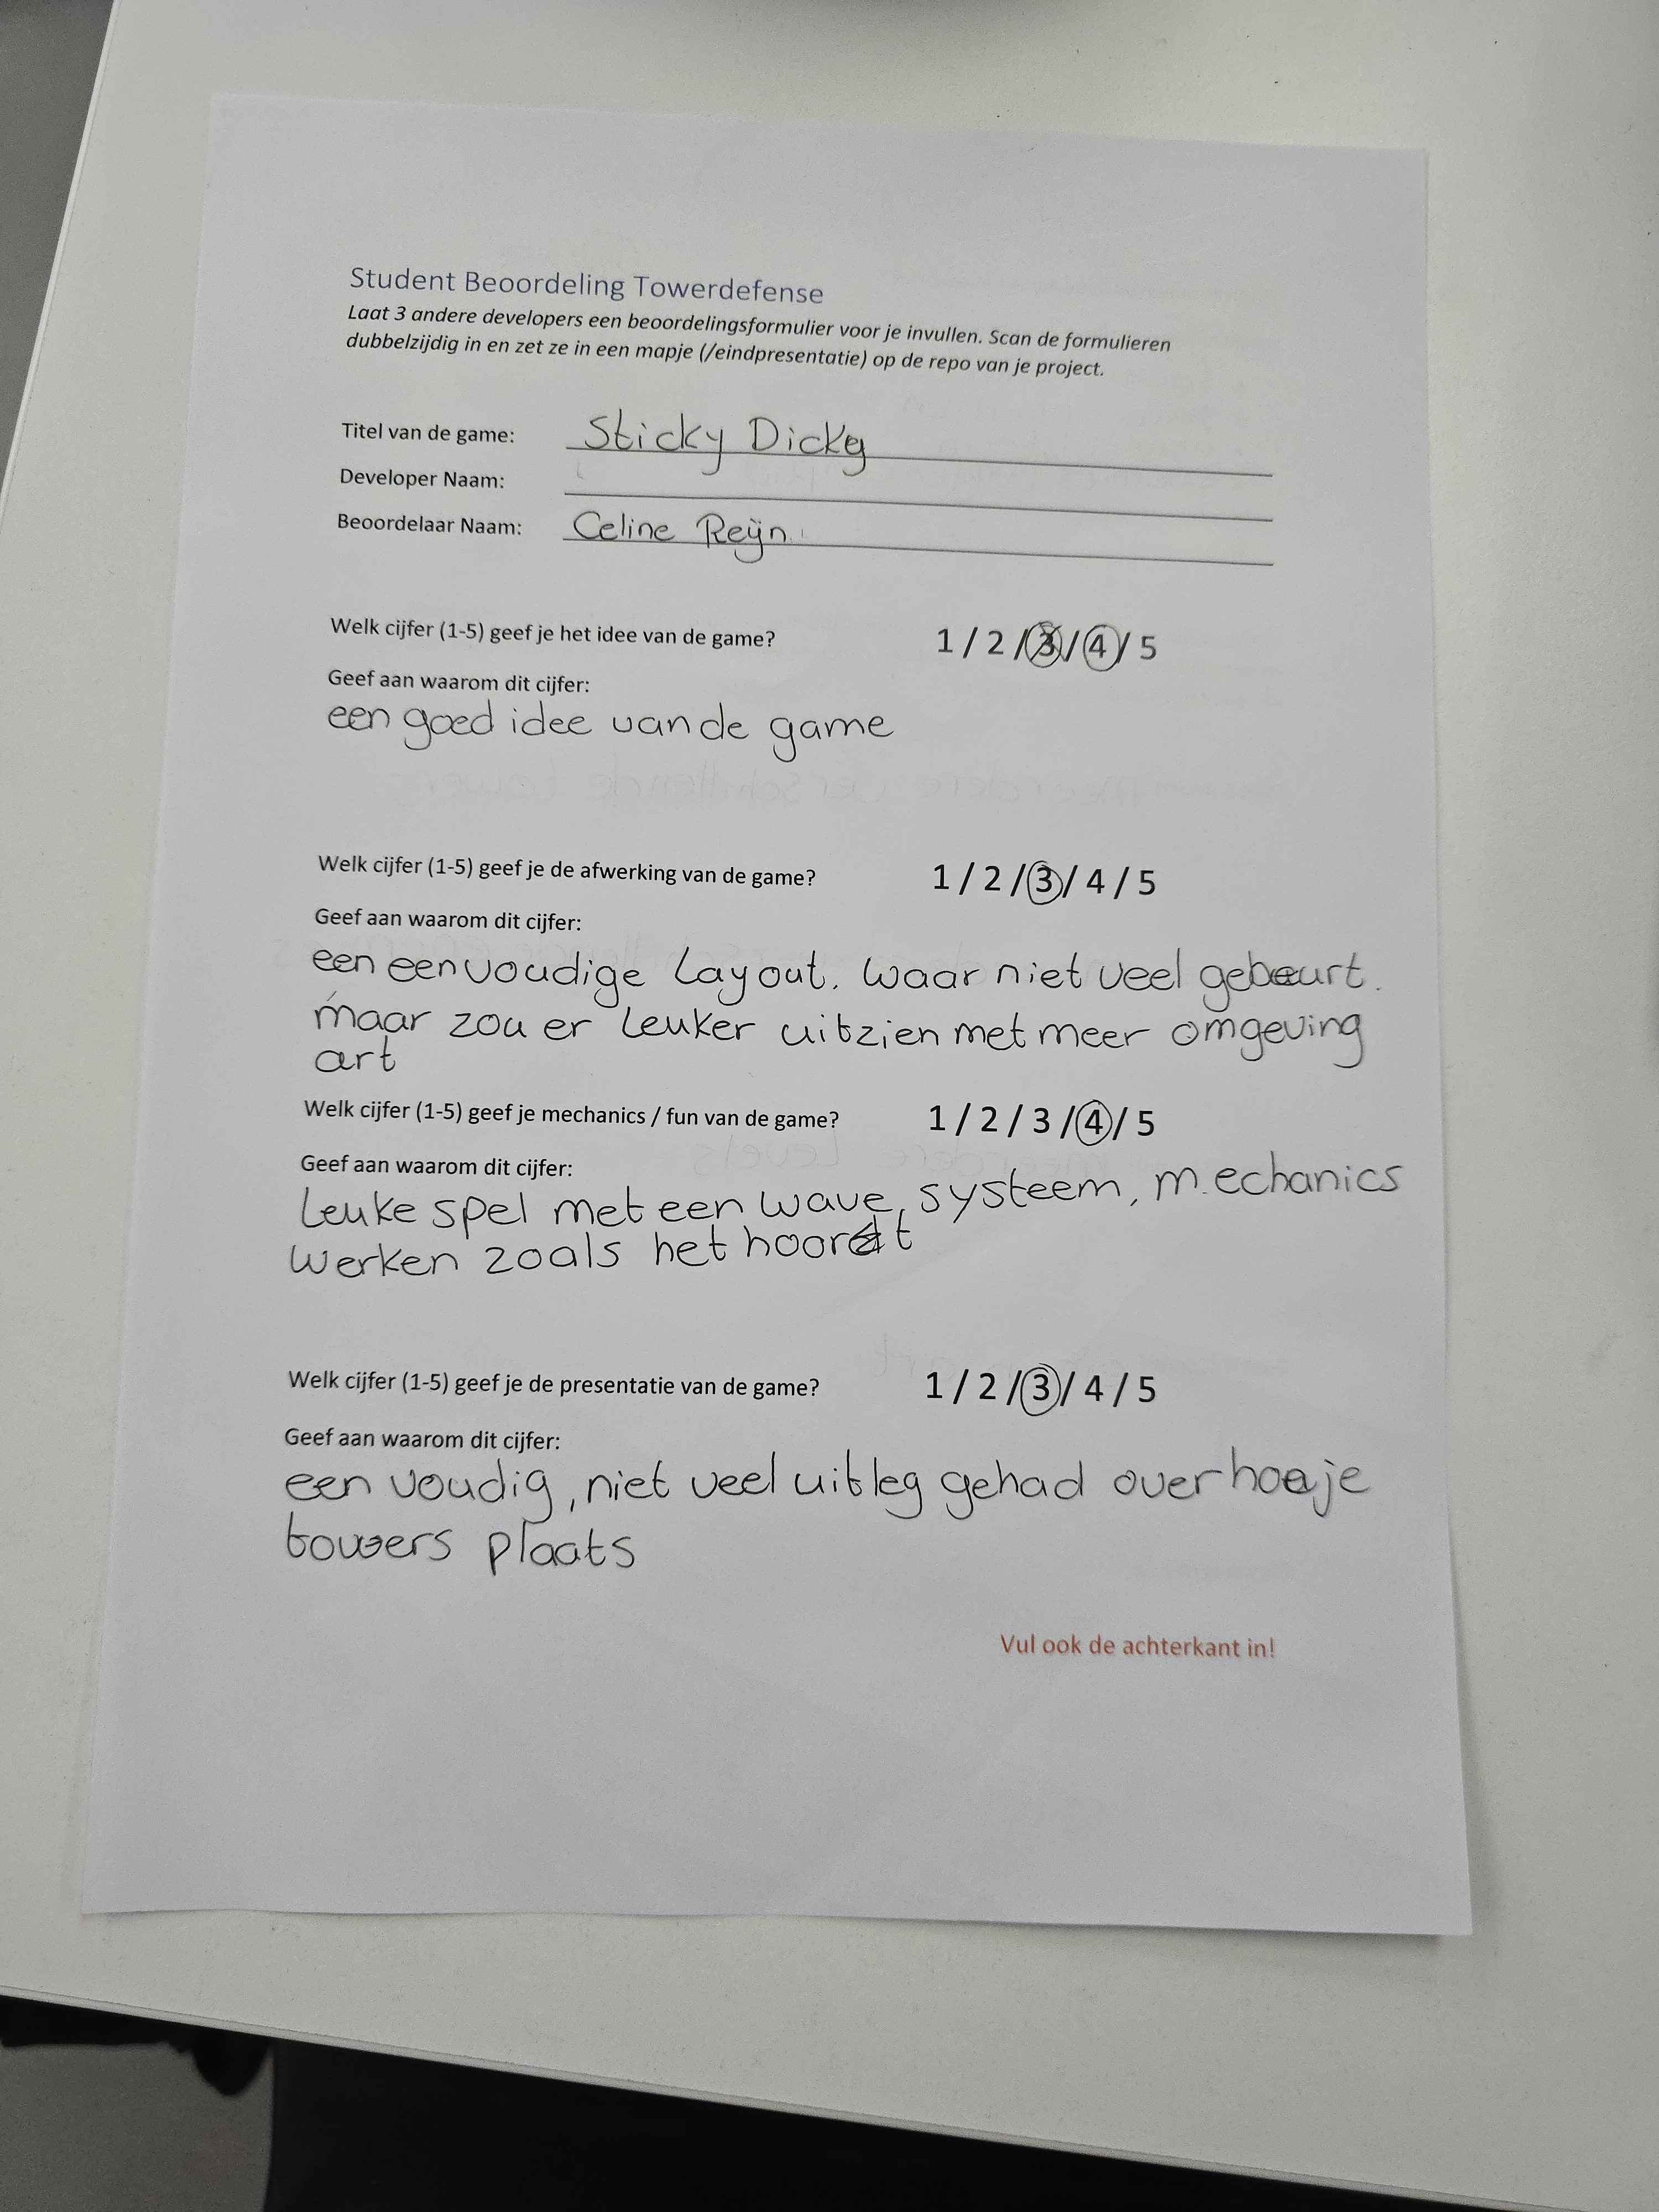 Student Beoordeling Towerdefense
Laat 3 andere developers een beoordelingsformulier voor je invullen. Scan de formulieren
dubbelzijdig in en zet ze in een mapje (/eindpresentatie) op de repo van je project.
Titel van de game: Sticky Dickey
Developer Naam:
Beoordelaar Naam: Celine Reijn
Welk cijfer (1-5) geef je het idee van de game? 1 / 2 / 3 / 4 / 5
Geef aan waarom dit cijfer:
een goed idee van de game
Welk cijfer (1-5) geef je de afwerking van de game? 1 / 2 / 3 / 4 / 5
Geef aan waarom dit cijfer:
een eenvoudige layout. waar niet veel gebeurt.
maar zou er leuker uitzien met meer omgeving
art
Welk cijfer (1-5) geef je mechanics / fun van de game? 1 / 2 / 3 / 4 / 5
Geef aan waarom dit cijfer:
Leuke spel met een wave systeem, mechanics
werken zoals het hoort
Welk cijfer (1-5) geef je de presentatie van de game? 1 / 2 / 3 / 4 / 5
Geef aan waarom dit cijfer:
een voudig, niet veel uitleg gehad over hoe je
towers plaats
Vul ook de achterkant in!